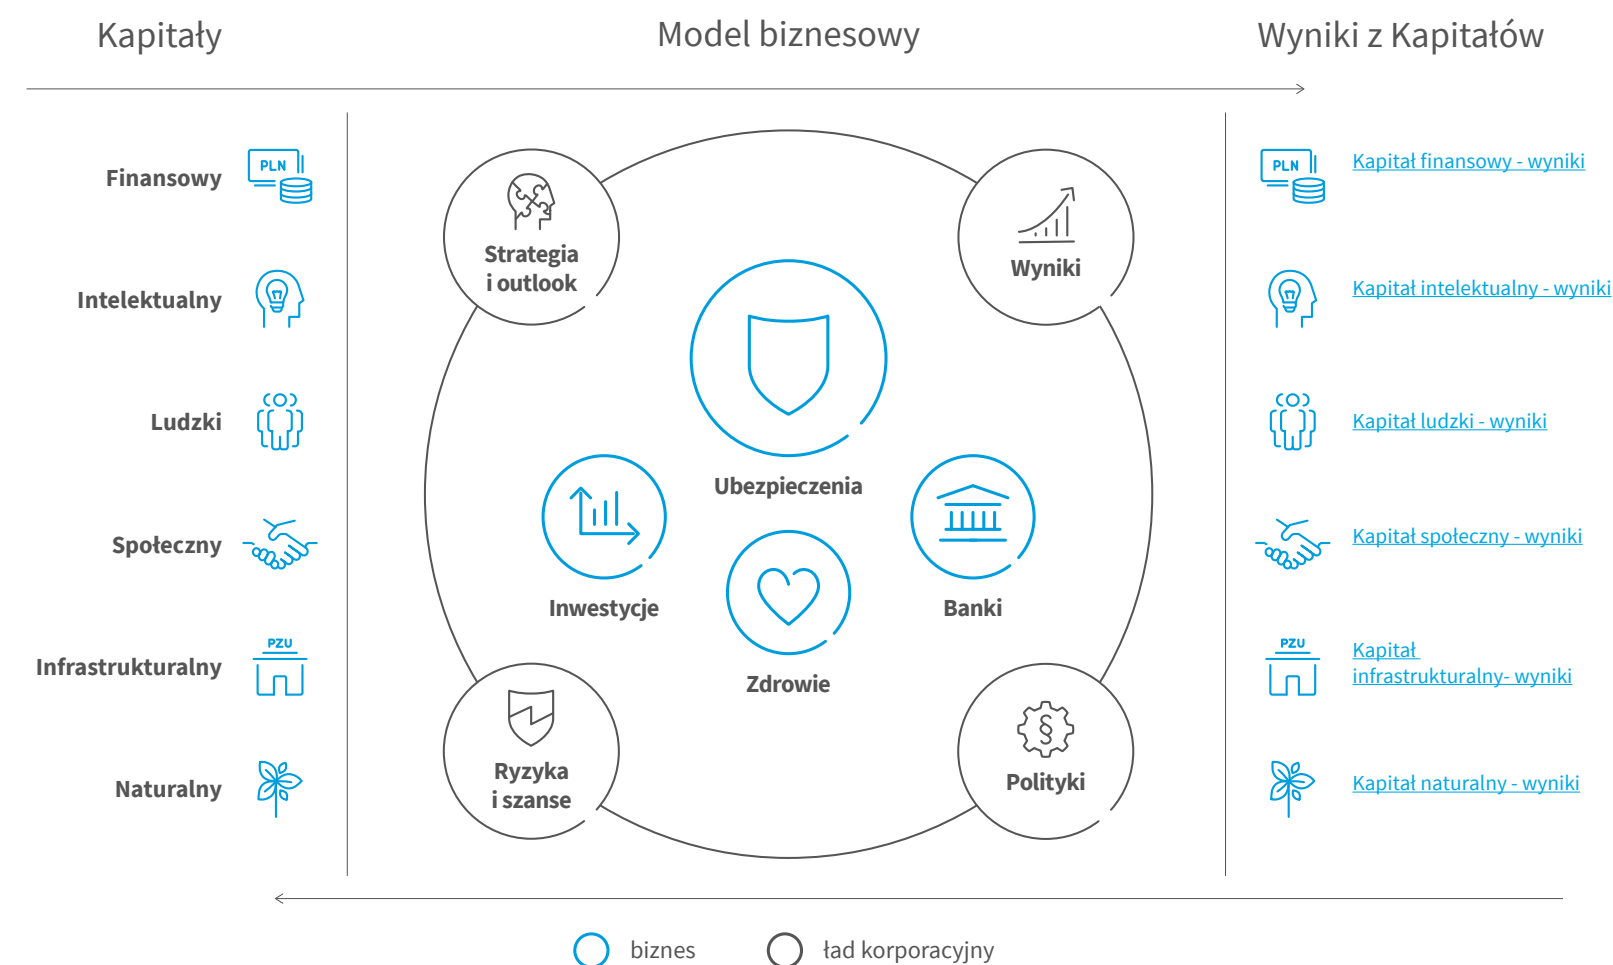 Kapitały
Model biznesowy
Wyniki z Kapitałów
Finansowy
PLN
Intelektualny
Ludzki
Społeczny
Infrastrukturalny
PZU
Naturalny
Strategia
i outlook
Wyniki
Ubezpieczenia
Inwestycje
Banki
Zdrowie
Ryzyka
i szanse
§
Polityki
PLN
Kapitał finansowy - wyniki
Kapitał intelektualny - wyniki
Kapitał ludzki - wyniki
Kapitał społeczny - wyniki
PZU
Kapitał
infrastrukturalny- wyniki
Kapitał naturalny - wyniki
biznes
ład korporacyjny